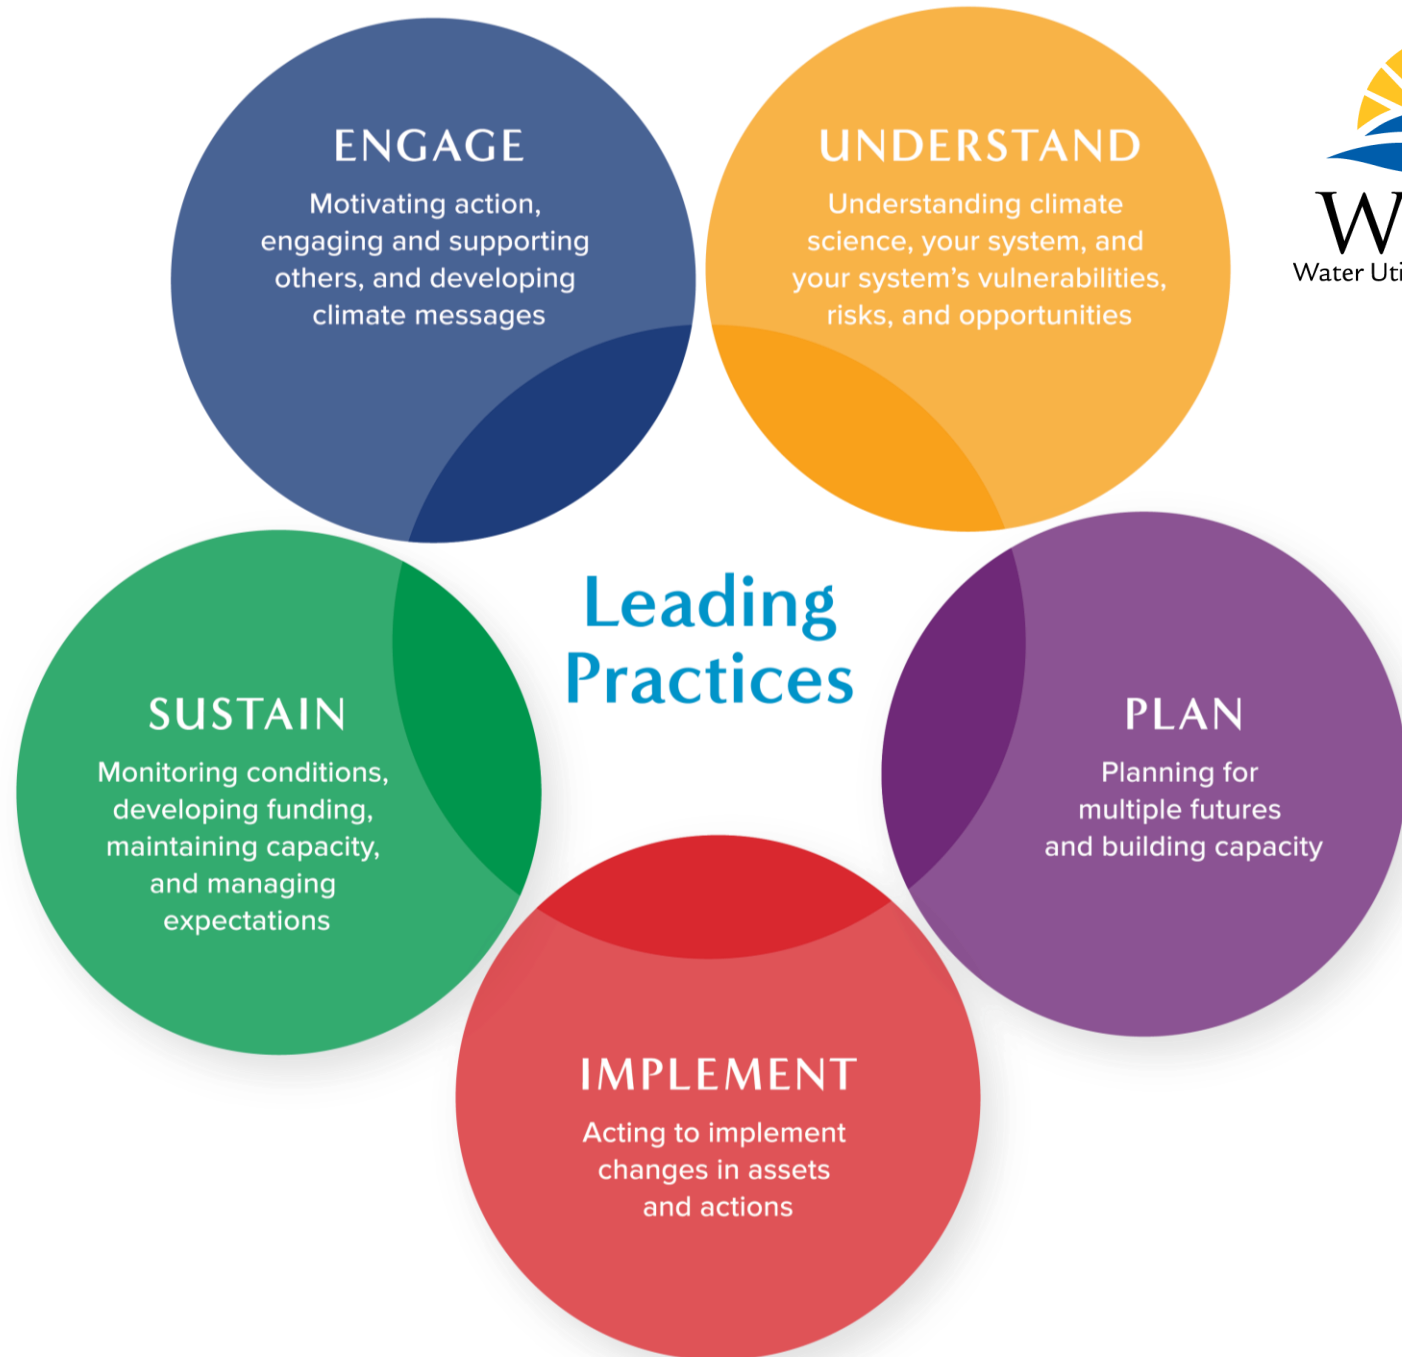 ENGAGE
Motivating action,
engaging and supporting
others, and developing
climate messages
UNDERSTAND
Understanding climate
science, your system, and
your system’s vulnerabilities,
risks, and opportunities
Water
Leading
Practices
SUSTAIN
Monitoring conditions,
developing funding,
maintaining capacity,
and managing
expectations
PLAN
Planning for
multiple futures
and building capacity
IMPLEMENT
Acting to implement
changes in assets
and actions